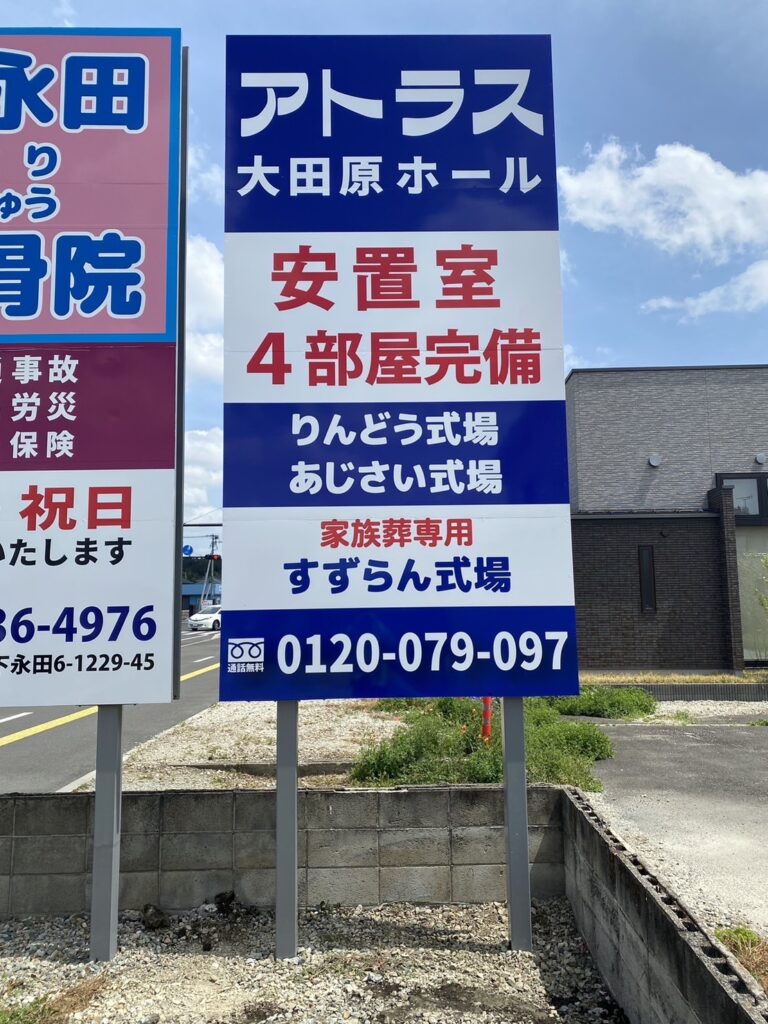 永田
り
ゅう
骨院
事故
労災
保険
祝日
いたします
36-4976
下永田6-1229-45
アトラス
大田原ホール
安置室
4部屋完備
りんどう式場
あじさい式場
家族葬専用
すずらん式場
通話無料
0120-079-097